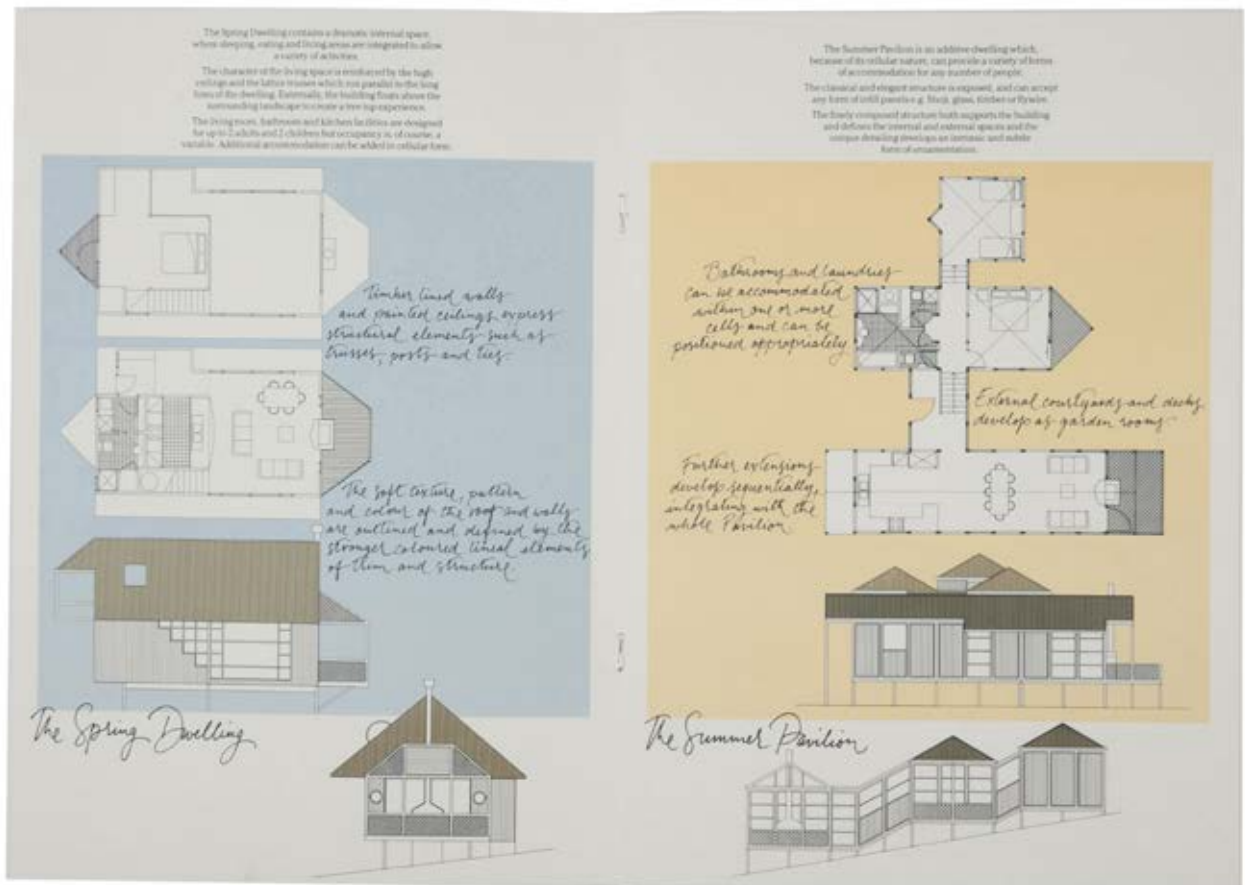 The Spring Dwelling contains a dramatic internal space
where sleeping, eating and living areas are integrated to allow
a variety of activities.
The character of the living space is reinforced by the high
ceilings and the lattice trusses which run parallel to the long
lines of the dwelling. Externally, the building floats above the
surrounding landscape to create a tree top experience.
The living room, bathroom and kitchen facilities are designed
for up to 2 adults and 2 children but occupancy is, of course, a
variable. Additional accommodation can be added in cellular form.
Timber lined walls
and painted ceilings express
structural elements such as
trusses, posts and ties.
The soft texture, pattern
and colour of the roof and walls
are outlined and defined by the
stronger coloured lineal elements
of trim and structure.
The Spring Dwelling
The Summer Pavilion is an additive dwelling which,
because of its cellular nature, can provide a variety of forms
of accommodation for any number of people.
The classical and elegant structure is exposed, and can accept
any form of infill panels e.g. Shoji, glass, timber or flywire.
The finely composed structure both supports the building
and defines the internal and external spaces and the
unique detailing develops an intrinsic and subtle
form of ornamentation.
Bathrooms and laundries
can be accommodated
within one or more
cells and can be
positioned appropriately
External courtyards and decks
develop as garden rooms
Further extensions
develop sequentially,
integrating with the
whole Pavilion
The Summer Pavilion